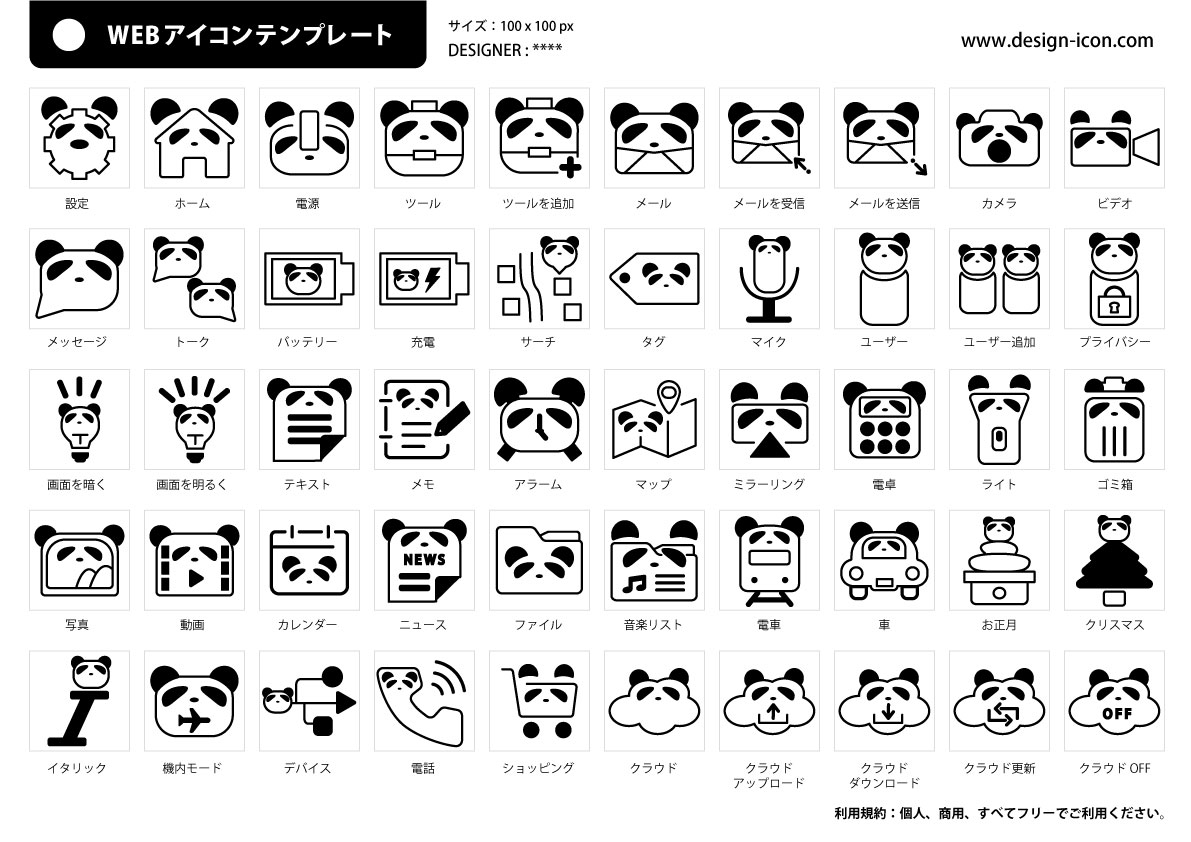 WEBアイコンテンプレート
サイズ：100 x 100 px
DESIGNER : ****
www.design-icon.com
設定
ホーム
電源
ツール
ツールを追加
メール
メールを受信
メールを送信
カメラ
ビデオ
メッセージ
トーク
バッテリー
充電
サーチ
タグ
マイク
ユーザー
ユーザー追加
プライバシー
画面を暗く
画面を明るく
テキスト
メモ
アラーム
マップ
ミラーリング
電卓
ライト
ゴミ箱
写真
動画
カレンダー
NEWS
ニュース
ファイル
音楽リスト
電車
車
お正月
クリスマス
イタリック
機内モード
デバイス
電話
ショッピング
クラウド
クラウド
アップロード
クラウド
ダウンロード
クラウド更新
OFF
クラウド OFF
利用規約：個人、商用、すべてフリーでご利用ください。